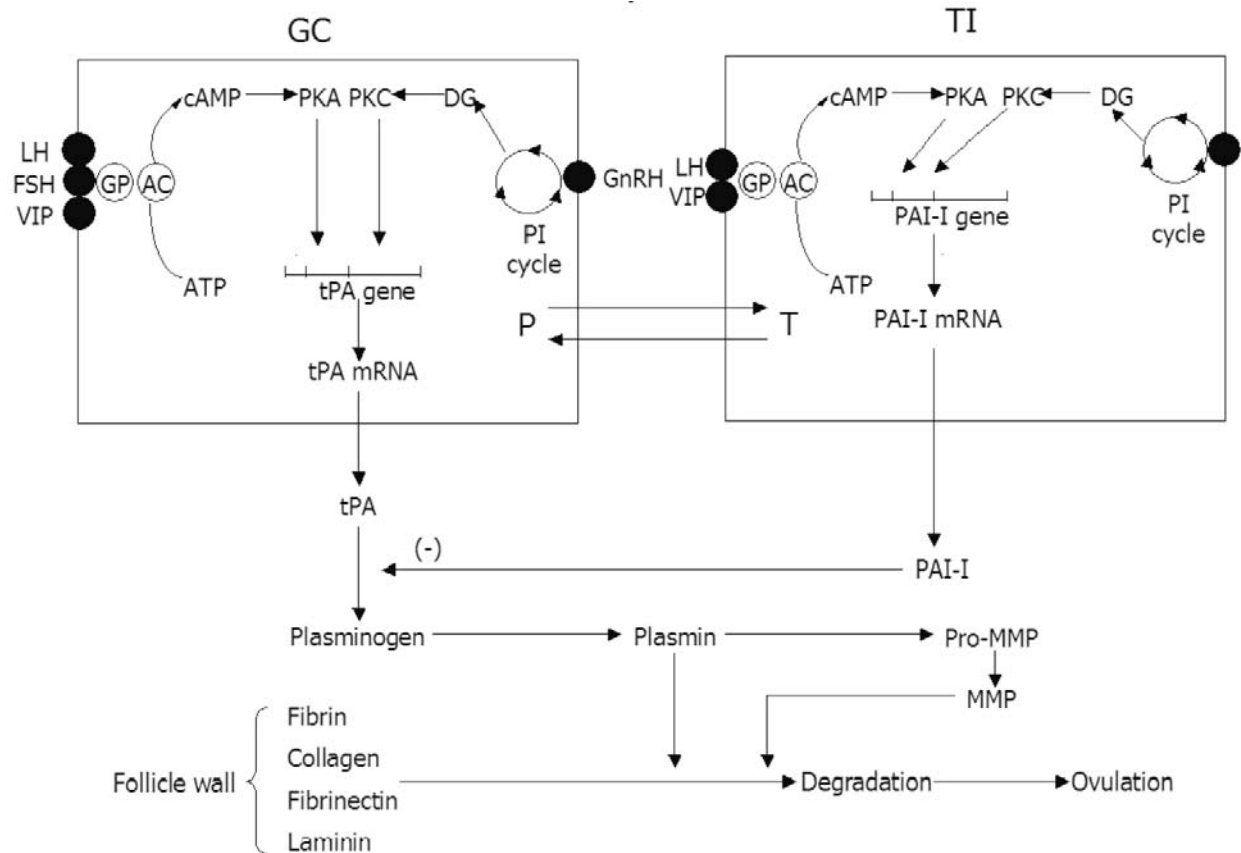 GC
TI
cAMP
PKA PKC
DG
cAMP
PKA
PKC
DG
LH
FSH
VIP
GP
AC
GnRH
LH
VIP
GP
AC
PI
cycle
PAI-I gene
PI
cycle
ATP
tPA gene
ATP
P
T
PAI-I mRNA
tPA mRNA
tPA
(-)
PAI-I
Plasminogen
Plasmin
Pro-MMP
MMP
Fibrin
Collagen
Follicle wall
Degradation
Ovulation
Fibrinectin
Laminin